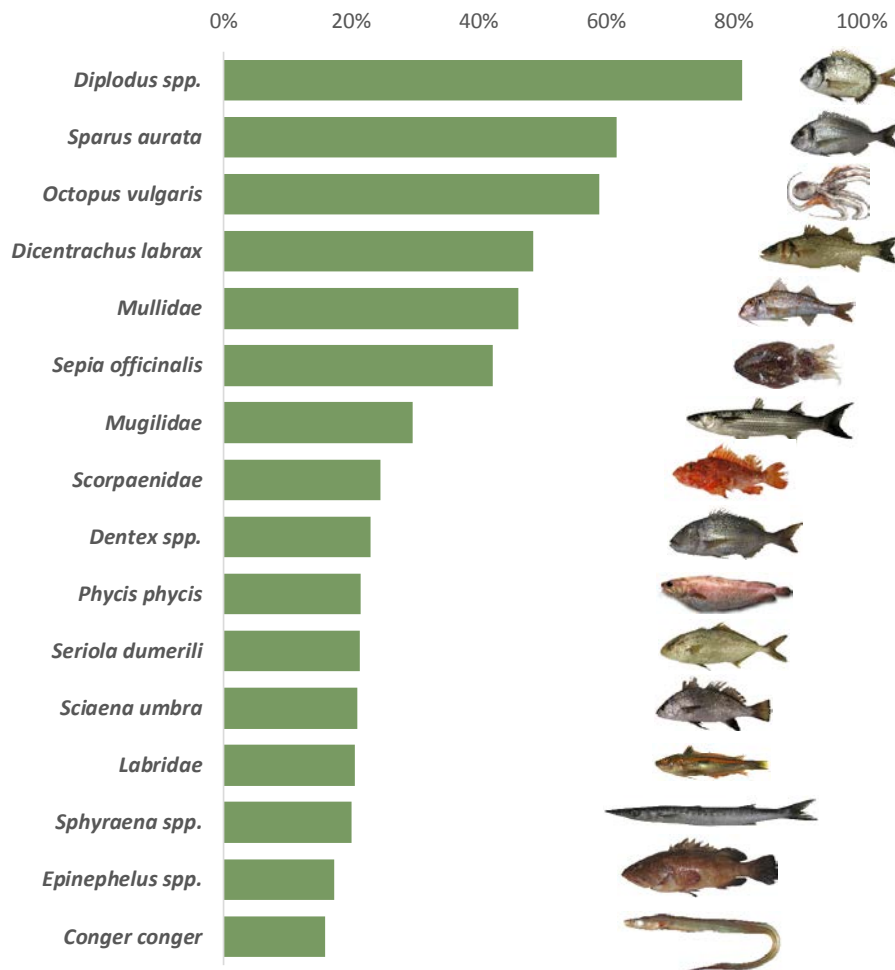 0% 20% 40% 60% 80% 100%
Diplodus spp.
Sparus aurata
Octopus vulgaris
Dicentrachus labrax
Mullidae
Sepia officinalis
Mugilidae
Scorpaenidae
Dentex spp.
Phycis phycis
Seriola dumerili
Sciaena umbra
Labridae
Sphyraena spp.
Epinephelus spp.
Conger conger